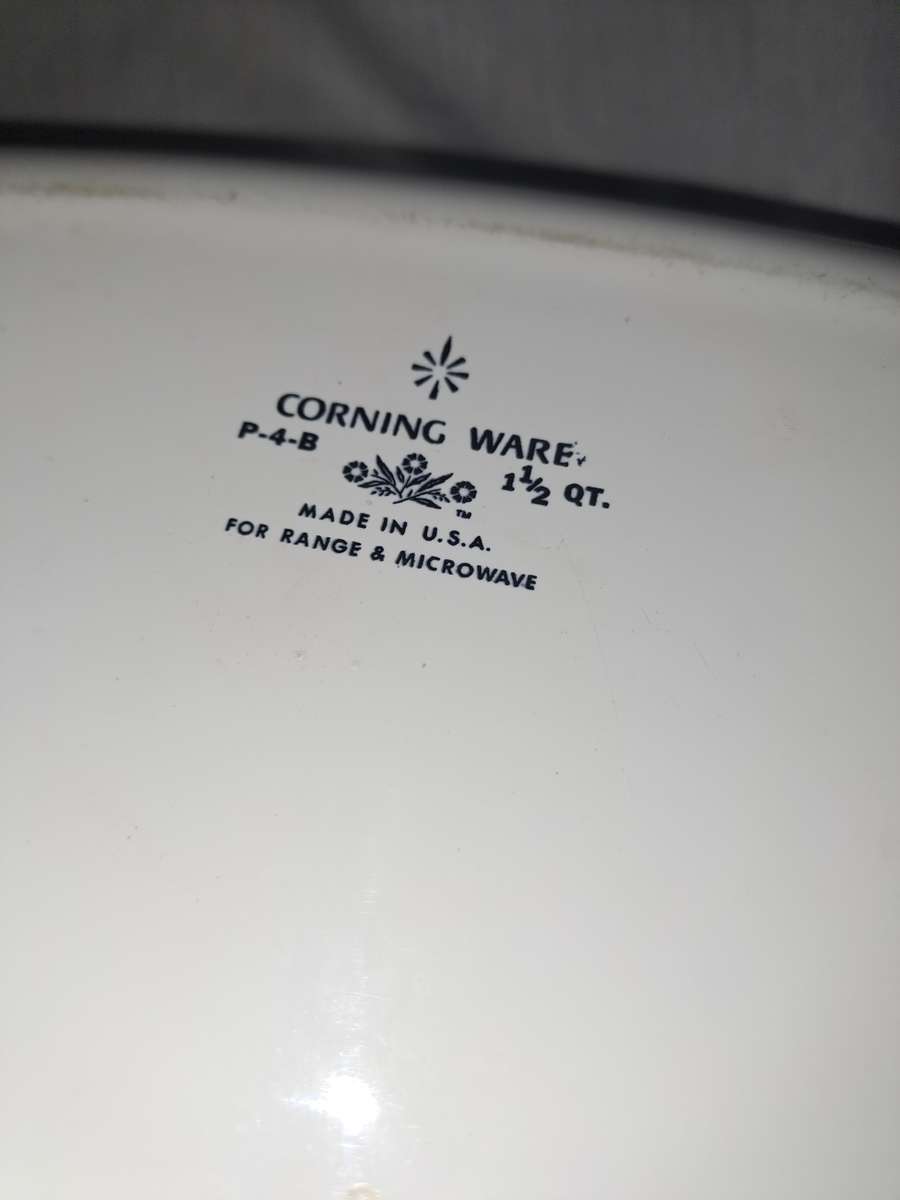 CORNING WARE
P-4-B 1½ QT.
TM
MADE IN U.S.A.
FOR RANGE & MICROWAVE